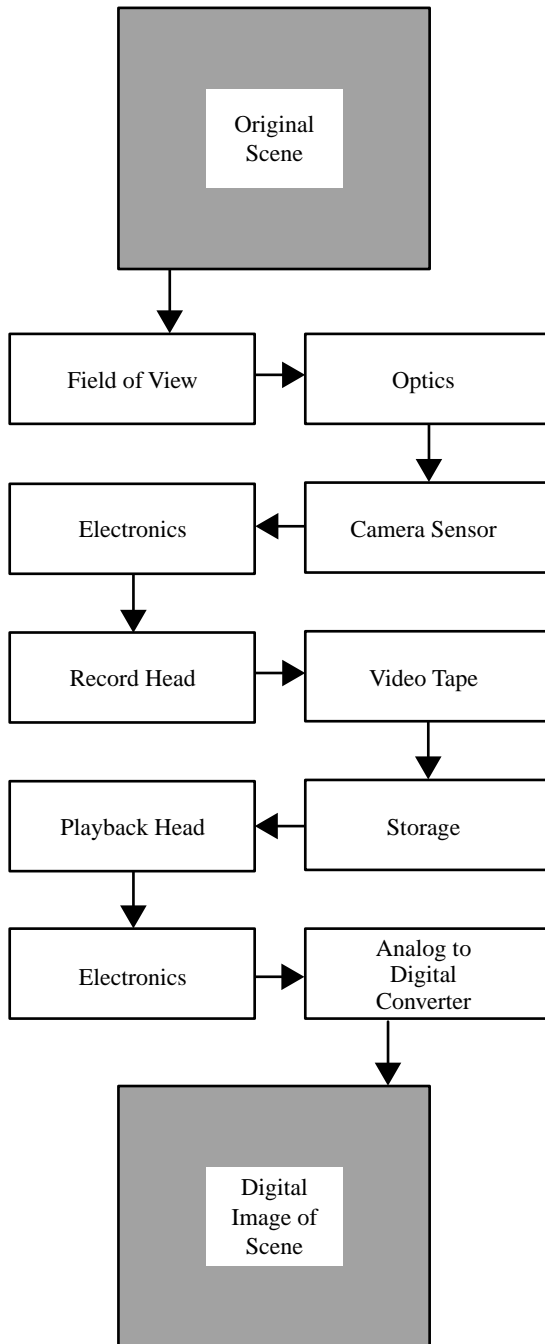 Original
Scene
Field of View
Optics
Electronics
Camera Sensor
Record Head
Video Tape
Playback Head
Storage
Electronics
Analog to
Digital
Converter
Digital
Image of
Scene